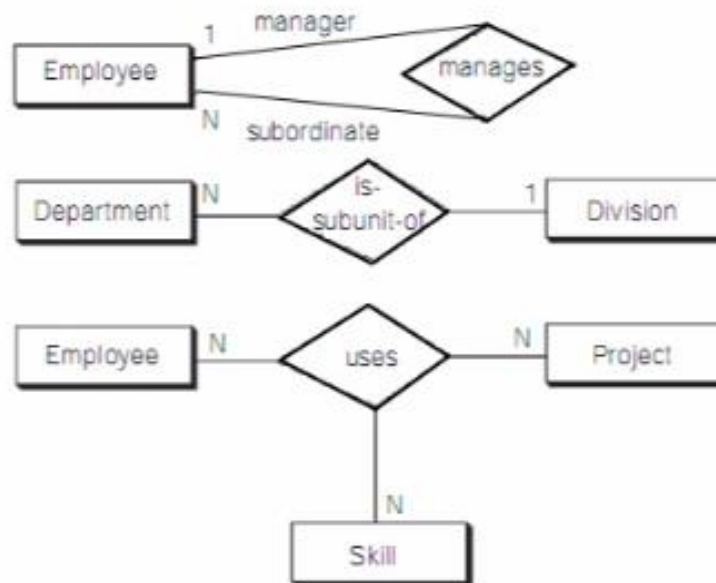 1 manager
Employee
manages
N
subordinate
Department N is- 1 Division
subunit-of
Employee N uses N Project
N
Skill